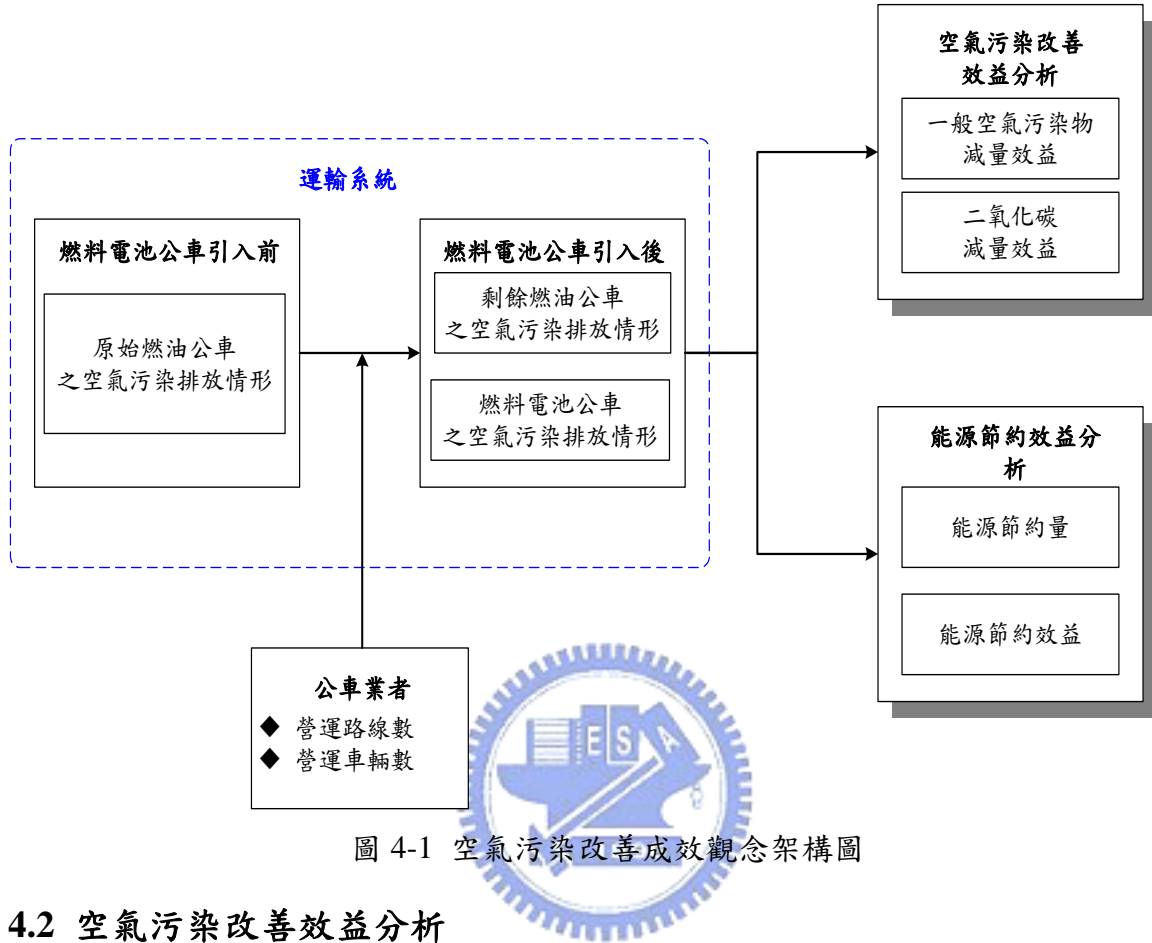 空氣污染改善
效益分析
一般空氣污染物
減量效益
二氧化碳
減量效益
運輸系統
燃料電池公車引入前
原始燃油公車
之空氣污染排放情形
燃料電池公車引入後
剩餘燃油公車
之空氣污染排放情形
燃料電池公車
之空氣污染排放情形
能源節約效益分
析
能源節約量
能源節約效益
公車業者
◆ 營運路線數
◆ 營運車輛數
E S A
圖 4-1 空氣污染改善成效觀念架構圖
4.2 空氣污染改善效益分析